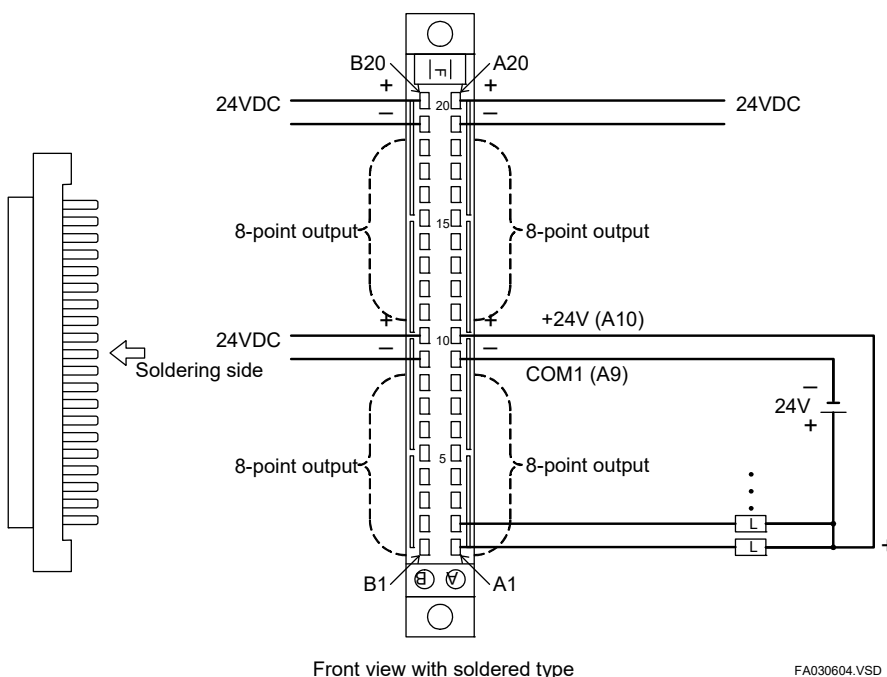 B20 A20
+ +
24VDC 20 24VDC
– –
8-point output 15 8-point output
+ + +24V (A10)
24VDC 10
– –
Soldering side
COM1 (A9)
–
24V
+
8-point output 5 8-point output
L
L +
B1 B A A1
Front view with soldered type
FA030604.VSD